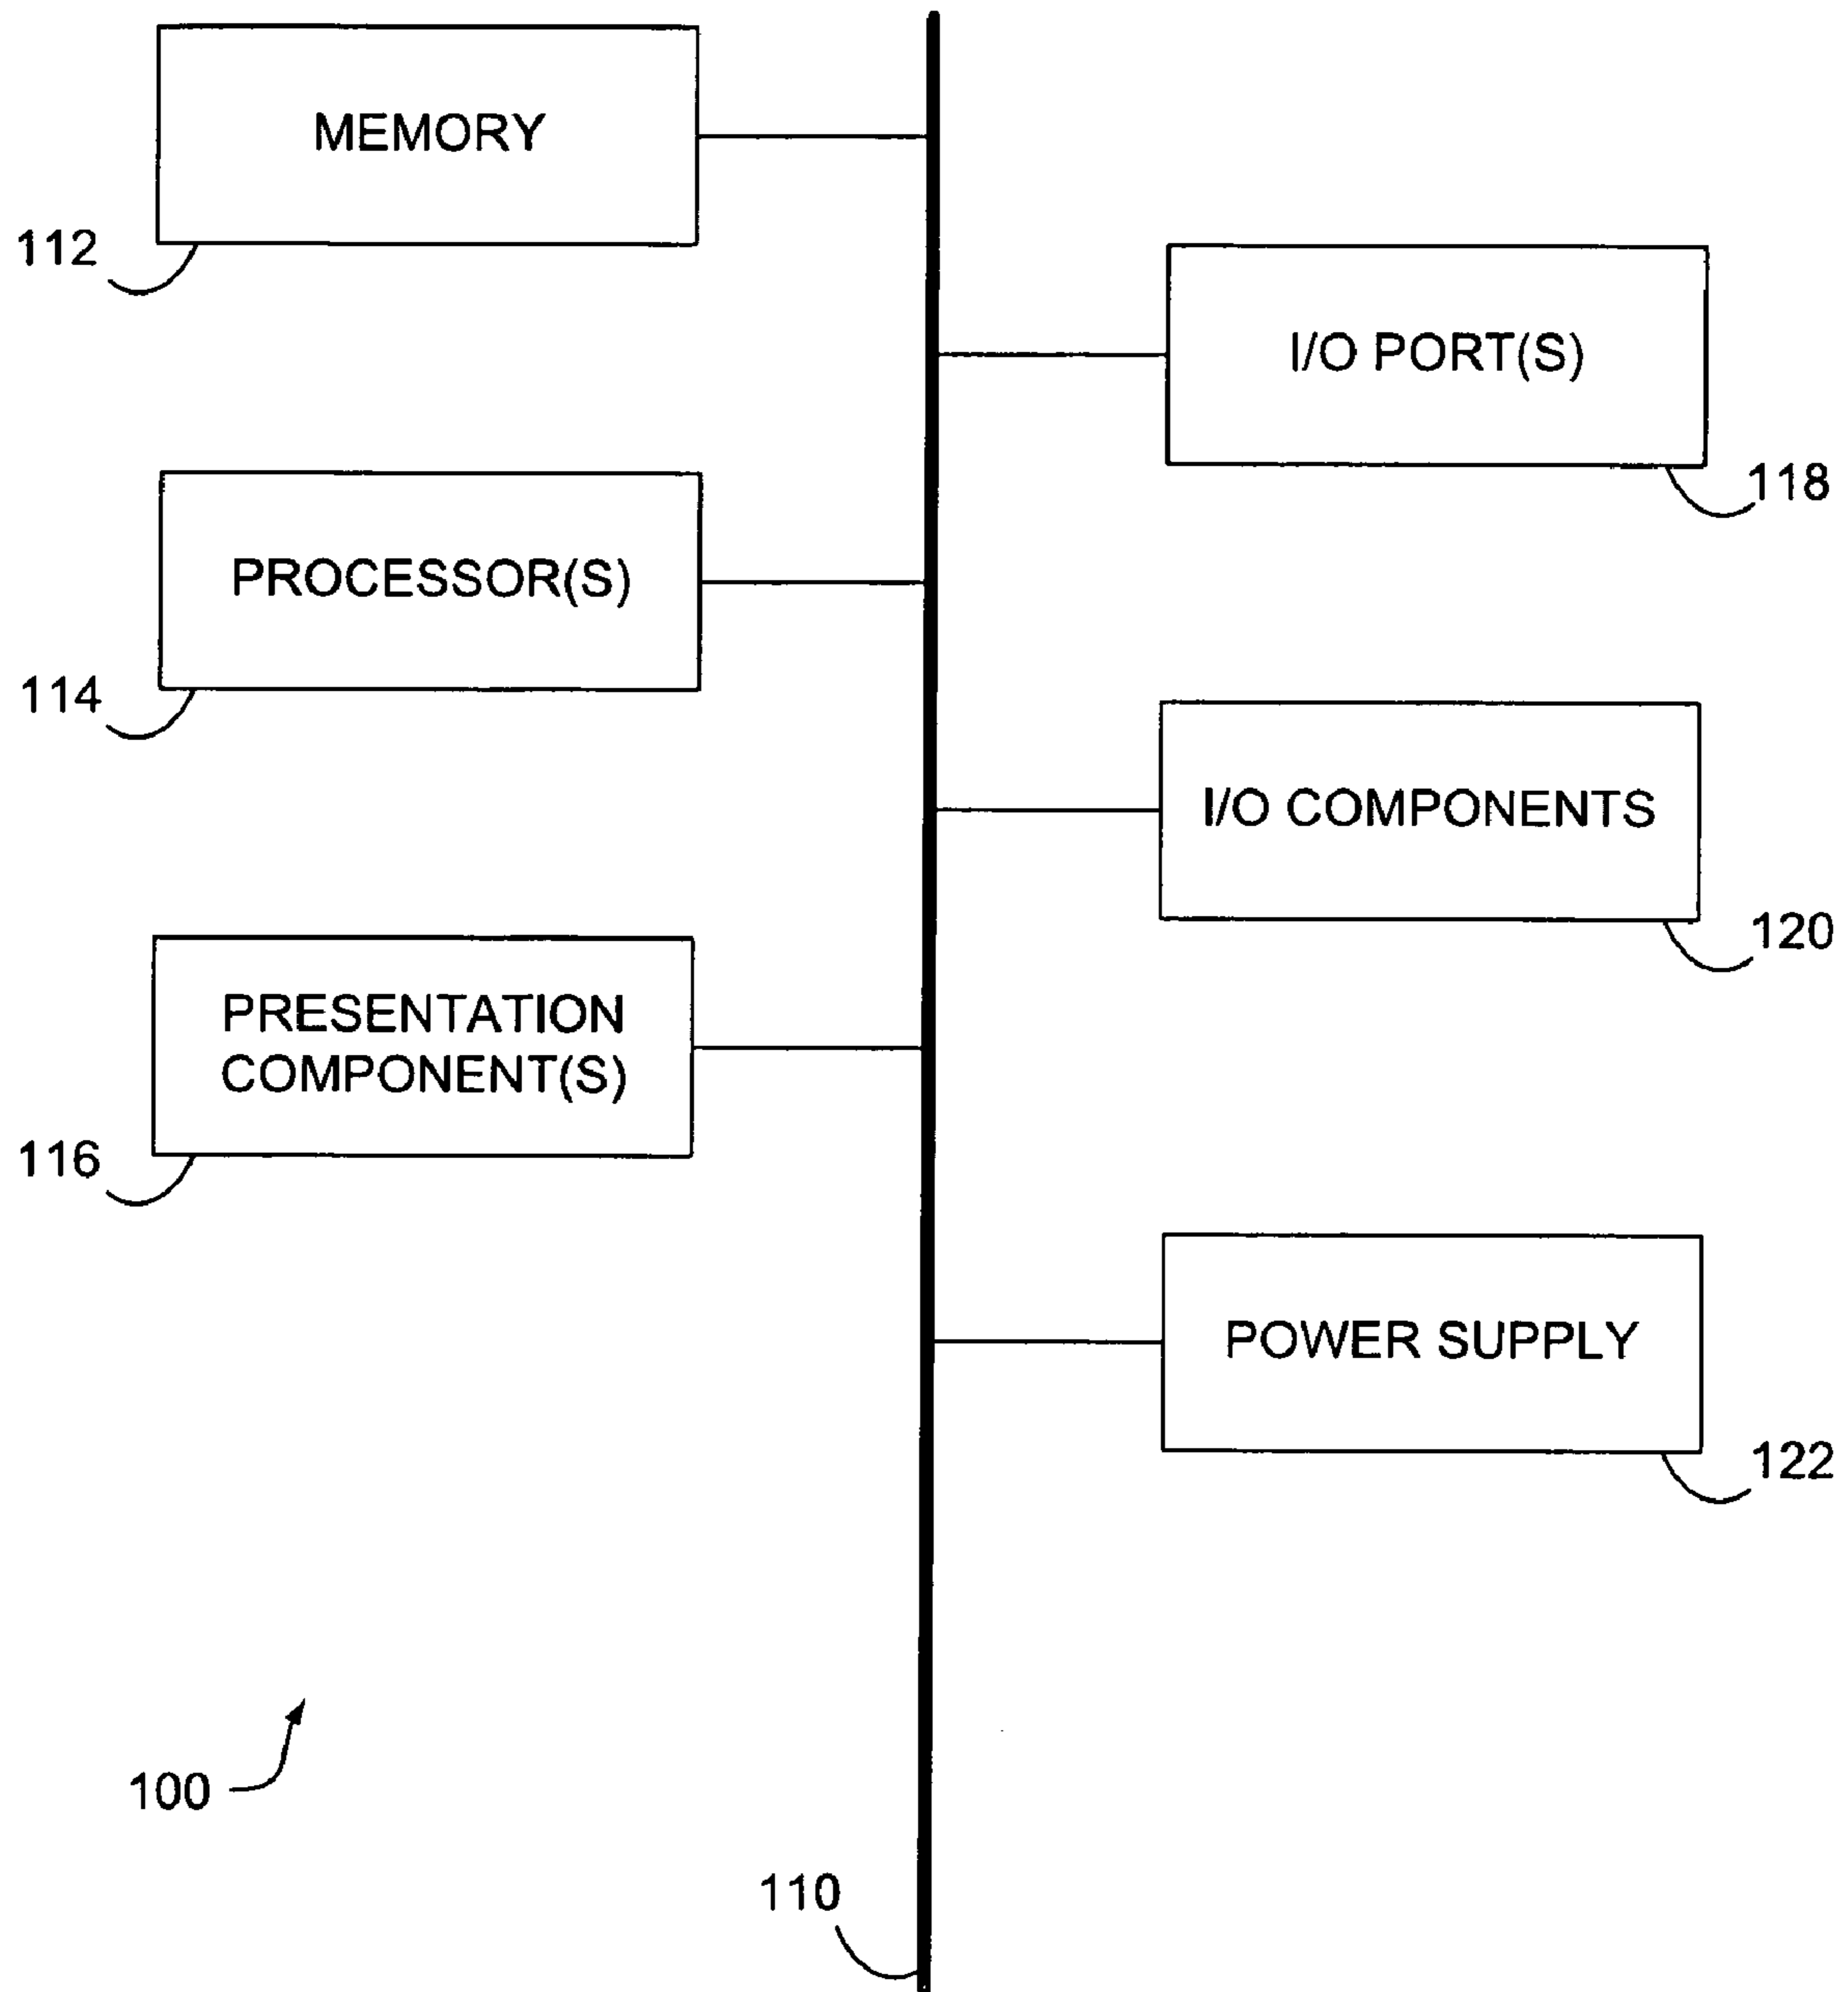 MEMORY
112
I/O PORT(S)
118
PROCESSOR(S)
114
I/O COMPONENTS
120
PRESENTATION
COMPONENT(S)
116
POWER SUPPLY
122
100
110